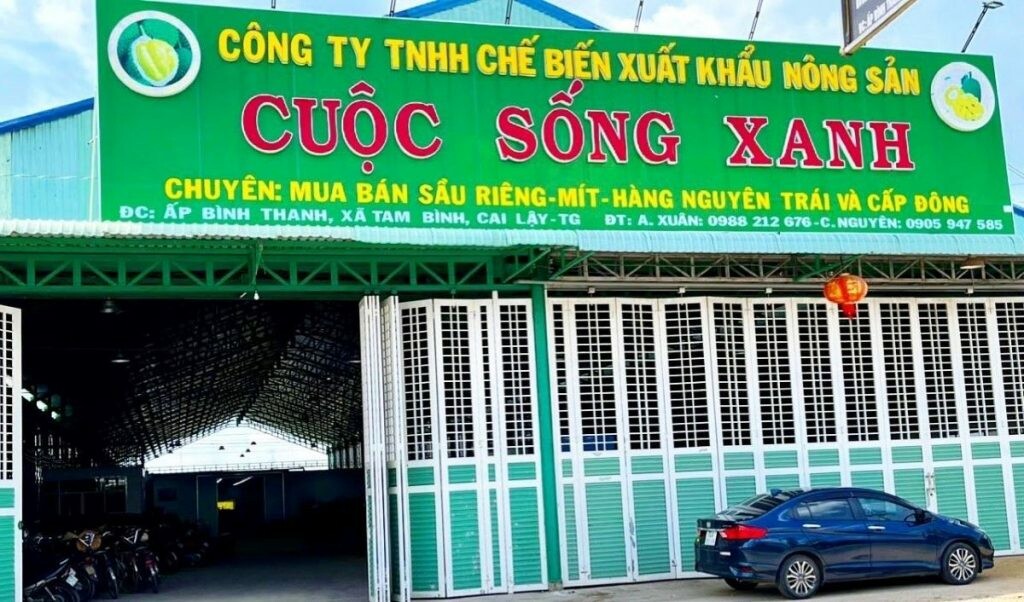 CÔNG TY TNHH CHẾ BIẾN XUẤT KHẨU NÔNG SẢN
CUỘC SỐNG XANH
CHUYÊN: MUA BÁN SẦU RIÊNG-MÍT-HÀNG NGUYÊN TRÁI VÀ CẤP ĐÔNG
ĐC: ẤP BÌNH THANH, XÃ TAM BÌNH, CAI LẬY-TG ĐT: A. XUÂN: 0988 212 676-C.NGUYÊN: 0905 947 585